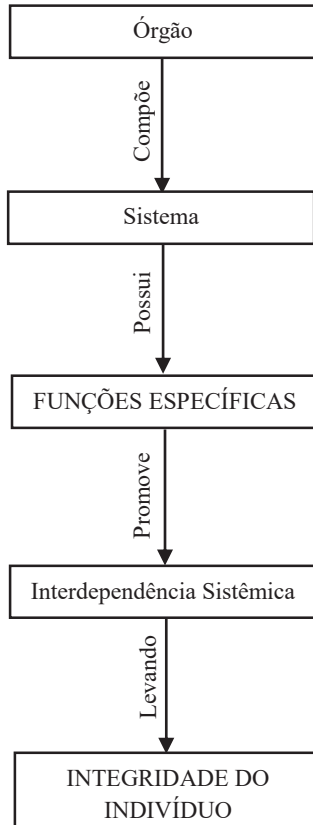 Órgão
Compõe
Sistema
Possui
FUNÇÕES ESPECÍFICAS
Promove
Interdependência Sistêmica
Levando
INTEGRIDADE DO
INDIVÍDUO